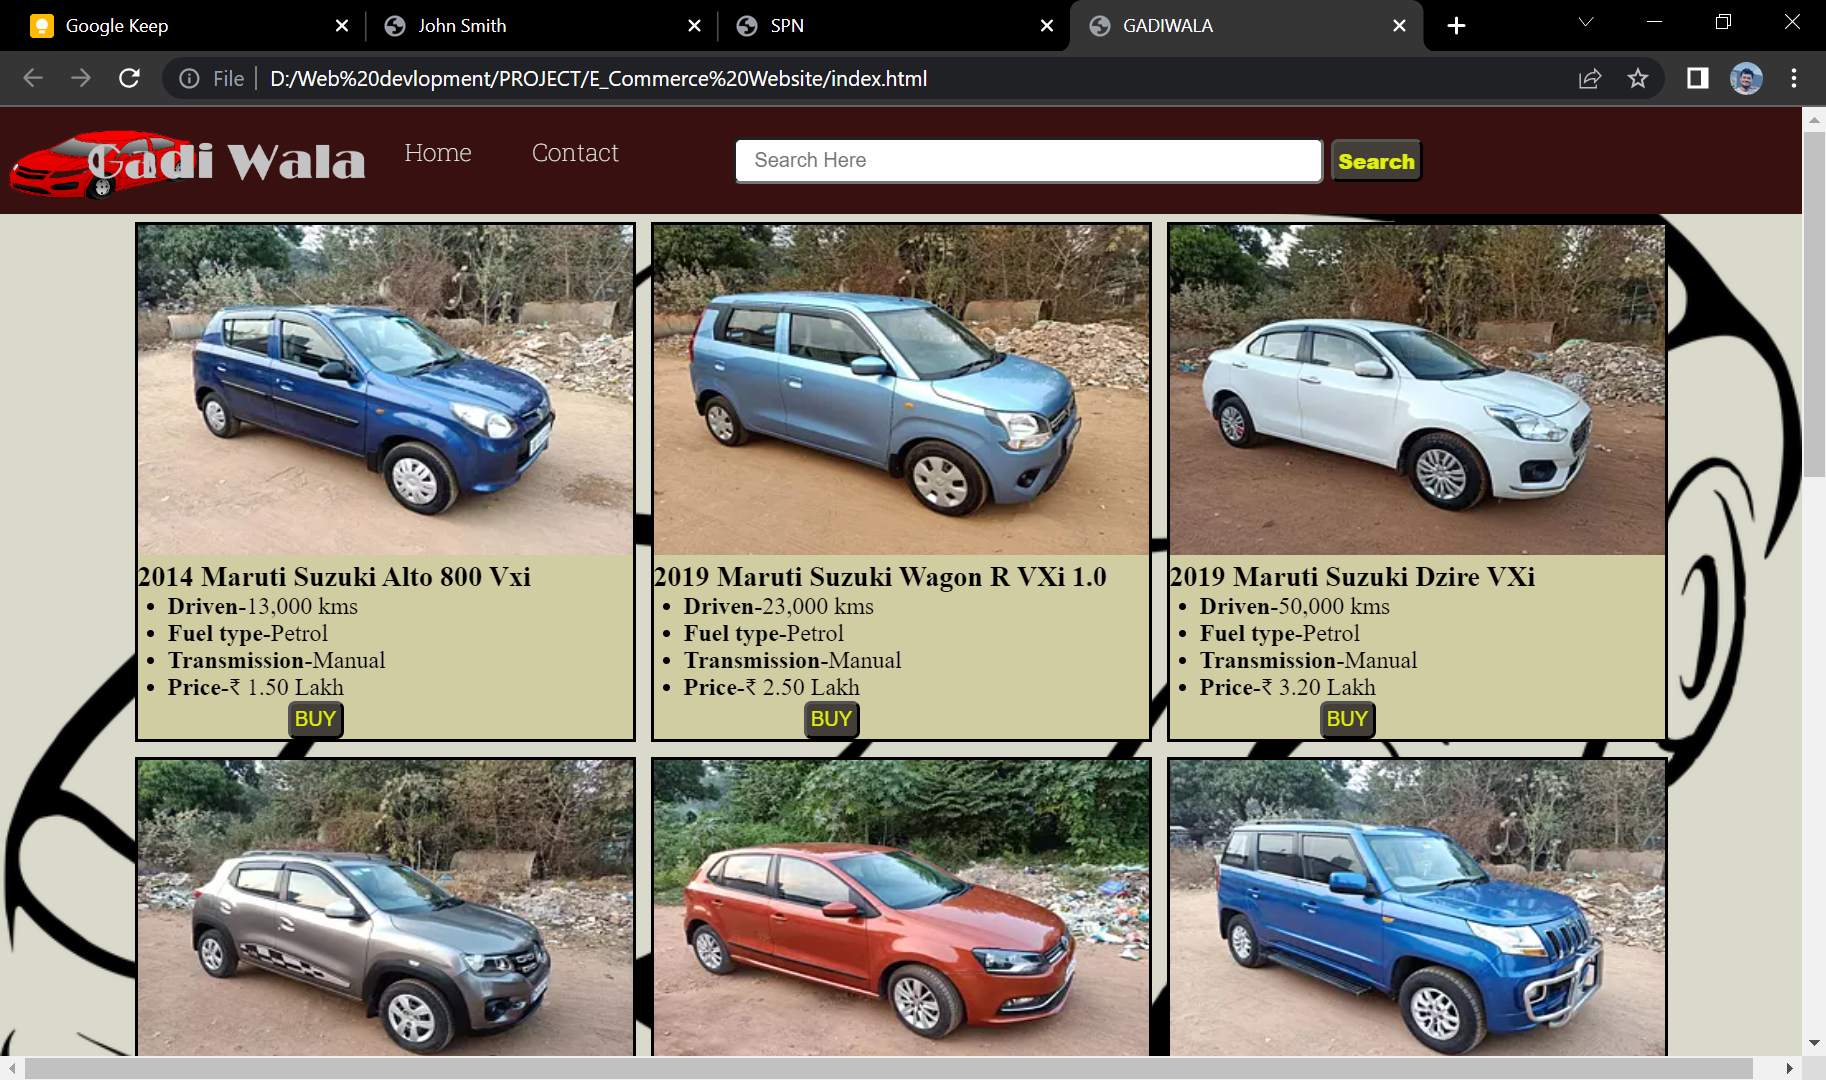 Google Keep
John Smith
SPN
GADIWALA
File
D:/Web%20devlopment/PROJECT/E_Commerce%20Website/index.html
Gadi Wala
Home
Contact
Search Here
Search
2014 Maruti Suzuki Alto 800 Vxi
Driven-13,000 kms
Fuel type-Petrol
Transmission-Manual
Price-₹ 1.50 Lakh
BUY
2019 Maruti Suzuki Wagon R VXi 1.0
Driven-23,000 kms
Fuel type-Petrol
Transmission-Manual
Price-₹ 2.50 Lakh
BUY
2019 Maruti Suzuki Dzire VXi
Driven-50,000 kms
Fuel type-Petrol
Transmission-Manual
Price-₹ 3.20 Lakh
BUY